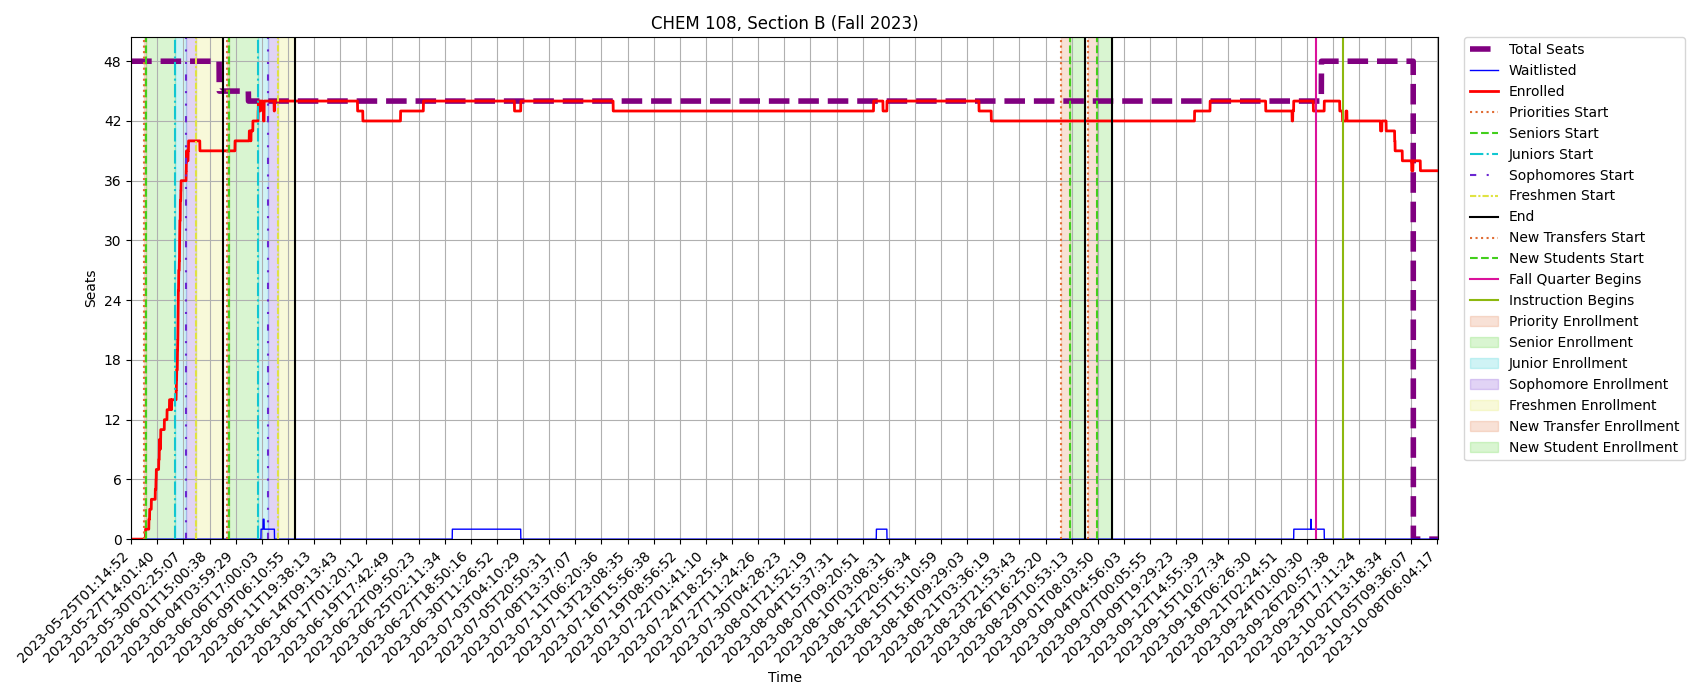 CHEM 108, Section B (Fall 2023)
48
42
36
30
24
18
12
6
0
Seats
2023-05-25T01:14:52
2023-05-27T14:01:40
2023-05-30T02:25:07
2023-06-01T15:00:38
2023-06-04T03:59:29
2023-06-06T17:00:03
2023-06-09T06:10:55
2023-06-11T19:38:13
2023-06-14T09:13:43
2023-06-17T01:20:12
2023-06-19T17:42:49
2023-06-22T09:50:23
2023-06-25T02:11:34
2023-06-27T18:50:16
2023-06-30T11:26:52
2023-07-03T04:10:29
2023-07-05T20:50:31
2023-07-08T13:37:07
2023-07-11T06:20:36
2023-07-13T23:08:35
2023-07-16T15:56:38
2023-07-19T08:56:52
2023-07-22T01:41:10
2023-07-24T18:25:54
2023-07-27T11:24:26
2023-07-30T04:28:23
2023-08-01T21:52:19
2023-08-04T15:37:31
2023-08-07T09:20:51
2023-08-10T03:08:31
2023-08-12T20:56:34
2023-08-15T15:10:59
2023-08-18T09:29:03
2023-08-21T03:36:19
2023-08-23T21:53:43
2023-08-26T16:25:20
2023-08-29T10:53:13
2023-09-01T08:03:50
2023-09-04T04:56:03
2023-09-07T00:05:55
2023-09-09T19:29:23
2023-09-12T14:55:39
2023-09-15T10:27:34
2023-09-18T06:26:30
2023-09-21T02:24:51
2023-09-24T01:00:30
2023-09-26T20:57:38
2023-09-29T17:11:24
2023-10-02T13:18:34
2023-10-05T09:36:07
2023-10-08T06:04:17
Time
Total Seats
Waitlisted
Enrolled
Priorities Start
Seniors Start
Juniors Start
Sophomores Start
Freshmen Start
End
New Transfers Start
New Students Start
Fall Quarter Begins
Instruction Begins
Priority Enrollment
Senior Enrollment
Junior Enrollment
Sophomore Enrollment
Freshmen Enrollment
New Transfer Enrollment
New Student Enrollment